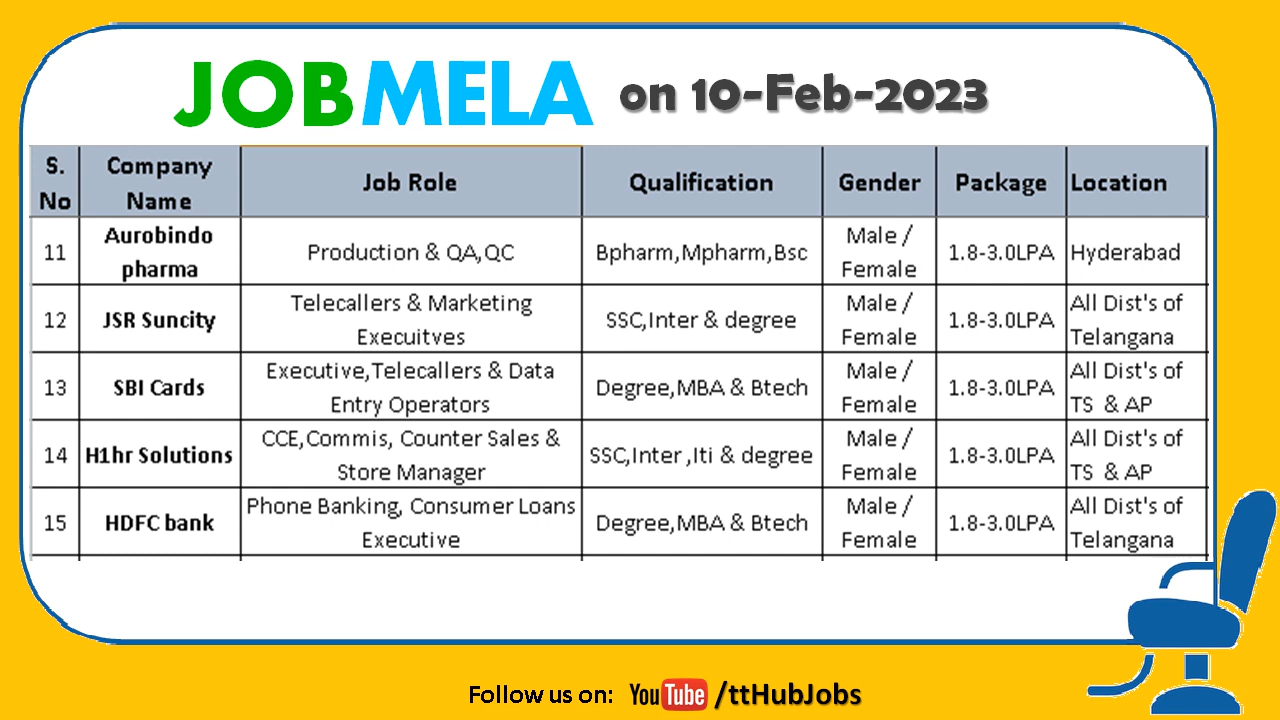 JOBMELA on 10-Feb-2023
S. No Company Name Job Role Qualification Gender Package Location
11 Aurobindo pharma Production & QA,QC Bpharm,Mpharm,Bsc Male / Female 1.8-3.0LPA Hyderabad
12 JSR Suncity Telecallers & Marketing Execuitves SSC,Inter & degree Male / Female 1.8-3.0LPA All Dist's of Telangana
13 SBI Cards Executive,Telecallers & Data Entry Operators Degree,MBA & Btech Male / Female 1.8-3.0LPA All Dist's of TS & AP
14 H1hr Solutions CCE,Commis, Counter Sales & Store Manager SSC,Inter ,Iti & degree Male / Female 1.8-3.0LPA All Dist's of TS & AP
15 HDFC bank Phone Banking, Consumer Loans Executive Degree,MBA & Btech Male / Female 1.8-3.0LPA All Dist's of Telangana
Follow us on: YouTube /ttHubJobs